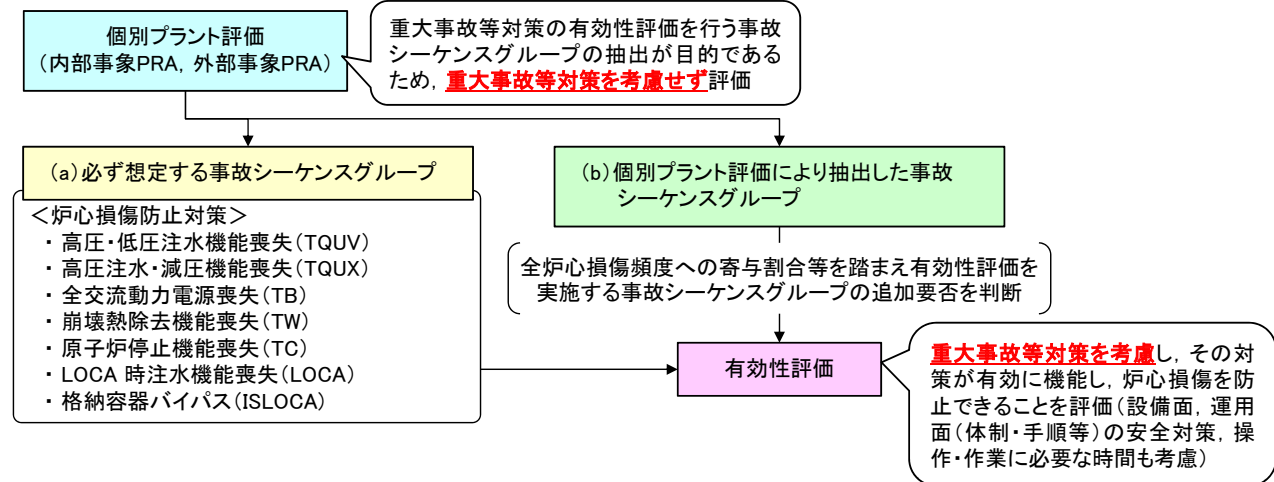 個別プラント評価
（内部事象PRA，外部事象PRA）
重大事故等対策の有効性評価を行う事故
シーケンスグループの抽出が目的である
ため，重大事故等対策を考慮せず評価
(a)必ず想定する事故シーケンスグループ
＜炉心損傷防止対策＞
・ 高圧・低圧注水機能喪失（TQUV）
・ 高圧注水・減圧機能喪失（TQUX）
・ 全交流動力電源喪失（TB）
・ 崩壊熱除去機能喪失（TW）
・ 原子炉停止機能喪失（TC）
・ LOCA 時注水機能喪失（LOCA）
・ 格納容器バイパス（ISLOCA）
(b)個別プラント評価により抽出した事故
シーケンスグループ
全炉心損傷頻度への寄与割合等を踏まえ有効性評価を
実施する事故シーケンスグループの追加要否を判断
有効性評価
重大事故等対策を考慮し，その対
策が有効に機能し，炉心損傷を防
止できることを評価（設備面，運用
面（体制・手順等）の安全対策，操
作・作業に必要な時間も考慮）